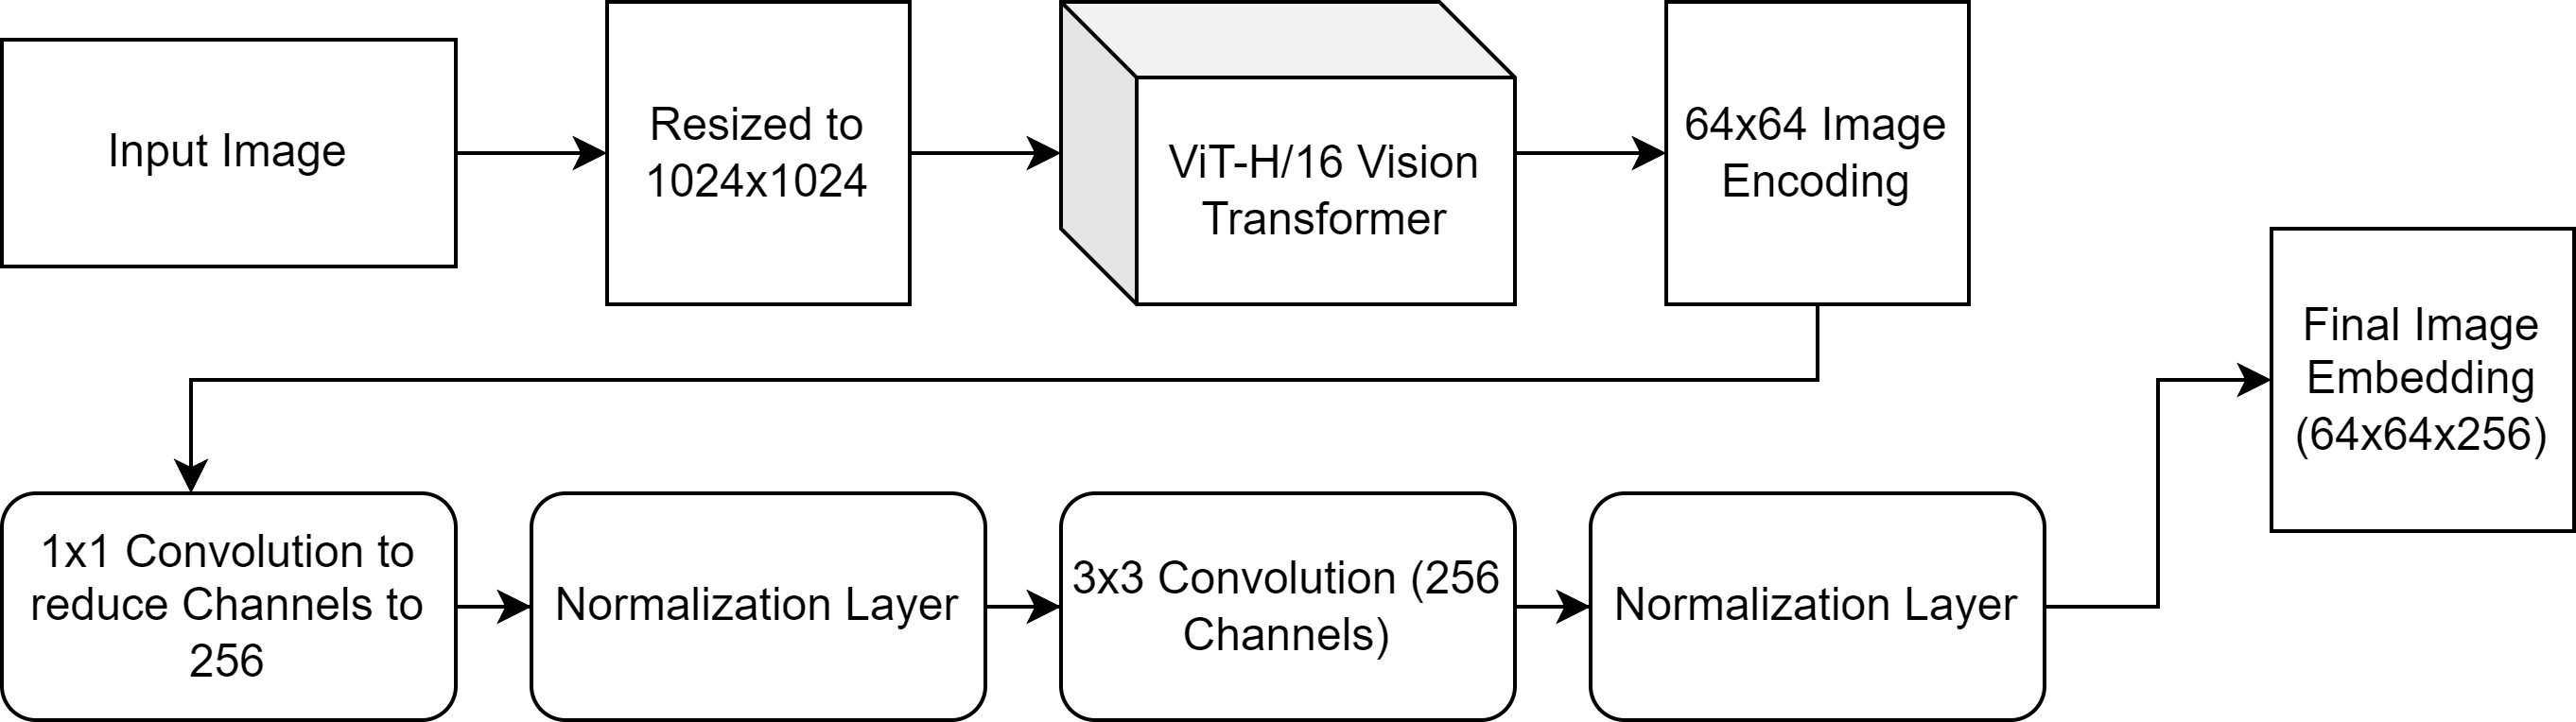 Input Image
Resized to
1024x1024
ViT-H/16 Vision
Transformer
64x64 Image
Encoding
Final Image
Embedding
(64x64x256)
1x1 Convolution to
reduce Channels to
256
Normalization Layer
3x3 Convolution (256
Channels)
Normalization Layer